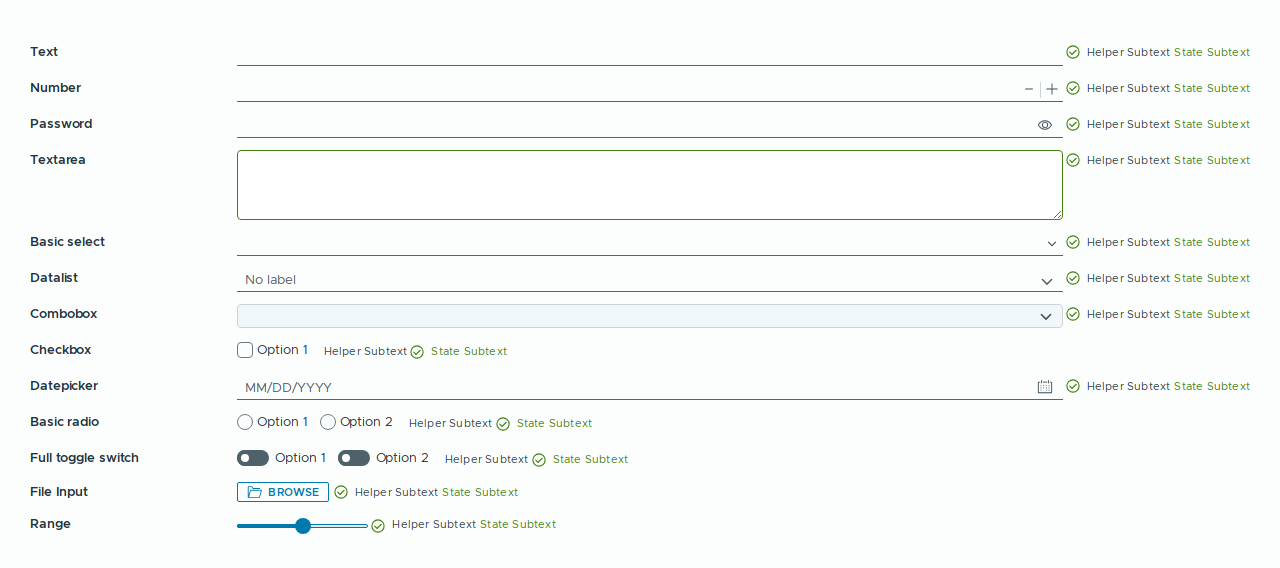 Text Helper Subtext State Subtext
Number Helper Subtext State Subtext
Password Helper Subtext State Subtext
Textarea Helper Subtext State Subtext
Basic select Helper Subtext State Subtext
Datalist No label Helper Subtext State Subtext
Combobox Helper Subtext State Subtext
Checkbox Option 1 Helper Subtext State Subtext
Datepicker MM/DD/YYYY Helper Subtext State Subtext
Basic radio Option 1 Option 2 Helper Subtext State Subtext
Full toggle switch Option 1 Option 2 Helper Subtext State Subtext
File Input BROWSE Helper Subtext State Subtext
Range Helper Subtext State Subtext